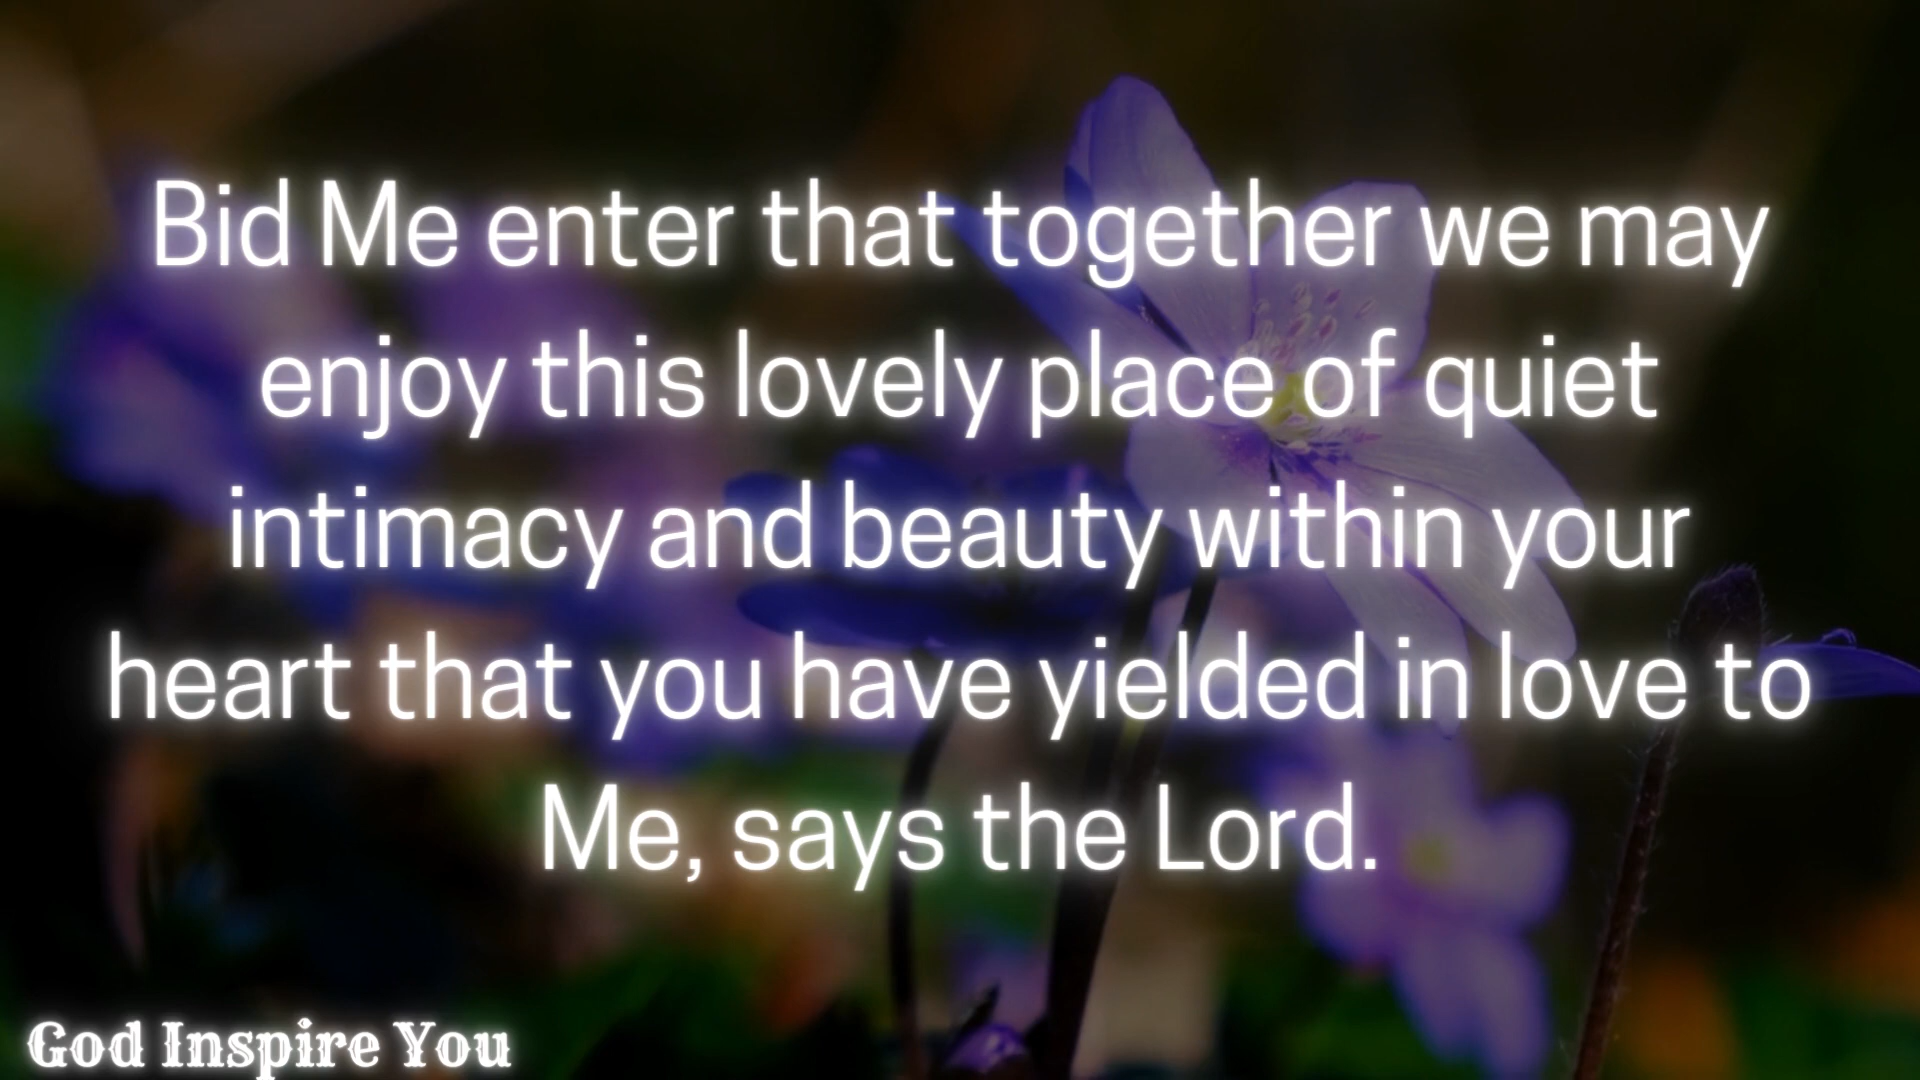 Bid Me enter that together we may
enjoy this lovely place of quiet
intimacy and beauty within your
heart that you have yielded in love to
Me, says the Lord.
God Inspire You